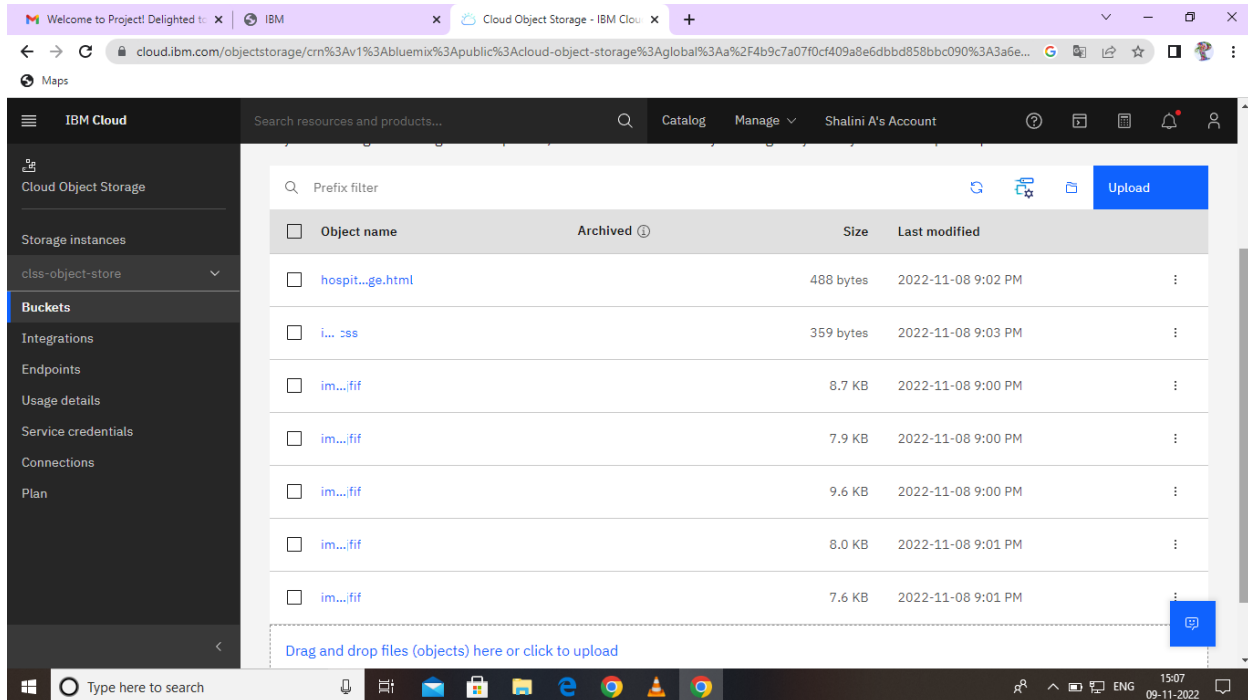 Welcome to Project! Delighted to
IBM
Cloud Object Storage - IBM Clou
cloud.ibm.com/objectstorage/crn%3Av1%3Abluemix%3Apublic%3Acloud-object-storage%3Aglobal%3Aa%2F4b9c7a07f0cf409a8e6dbbd858bbc090%3A3a6e...
Maps
IBM Cloud
Search resources and products...
Catalog
Manage
Shalini A's Account
Cloud Object Storage
Storage instances
clss-object-store
Buckets
Integrations
Endpoints
Usage details
Service credentials
Connections
Plan
Prefix filter
Upload
Object name Archived Size Last modified
hospit...ge.html 488 bytes 2022-11-08 9:02 PM
i... css 359 bytes 2022-11-08 9:03 PM
im...jfif 8.7 KB 2022-11-08 9:00 PM
im...jfif 7.9 KB 2022-11-08 9:00 PM
im...jfif 9.6 KB 2022-11-08 9:00 PM
im...jfif 8.0 KB 2022-11-08 9:01 PM
im...jfif 7.6 KB 2022-11-08 9:01 PM
Drag and drop files (objects) here or click to upload
Type here to search
ENG
15:07
09-11-2022